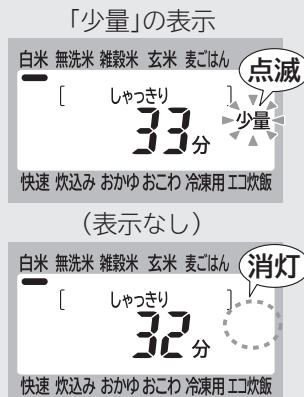 「少量」の表示
白米 無洗米 雑穀米 玄米 麦ごはん
点滅
[ しゃっきり ]
33分
少量
快速 炊込み おかゆ おこわ 冷凍用 エコ炊飯
(表示なし)
白米 無洗米 雑穀米 玄米 麦ごはん
消灯
[ しゃっきり ]
32分
快速 炊込み おかゆ おこわ 冷凍用 エコ炊飯